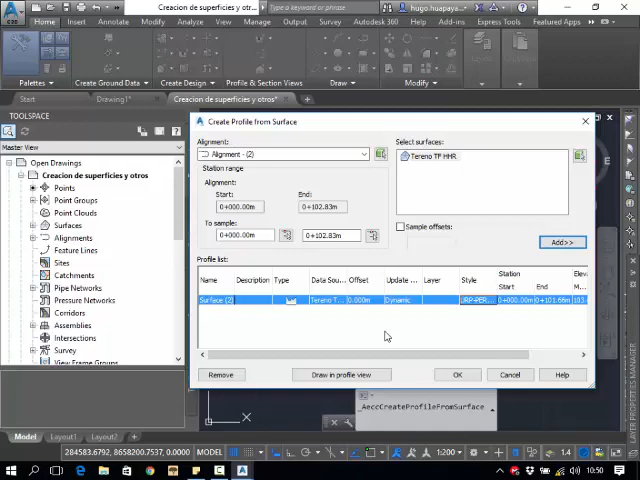 Creacion de superficies y otr...
Type a keyword or phrase
hugo.huapaya...
Home
Insert
Annotate
Modify
Analyze
View
Manage
Output
Autodesk 360
Help
Express Tools
Featured Apps
Palettes
Create Ground Data
Create Design
Profile & Section Views
Draw
Modify
Start
Drawing1*
Creacion de superficies y otros*
TOOLSPACE
Master View
Open Drawings
Creacion de superficies y otros
Points
Point Groups
Point Clouds
Surfaces
Alignments
Feature Lines
Sites
Catchments
Pipe Networks
Pressure Networks
Corridors
Assemblies
Intersections
Survey
View Frame Groups
Create Profile from Surface
Alignment:
Alignment - (2)
Station range
Alignment:
Start:
End:
0+000.00m
0+102.83m
To sample:
0+000.00m
0+102.83m
Select surfaces:
Tereno TF HHR
Sample offsets:
Add>>
Profile list:
Name
Description
Type
Data Sou...
Offset
Update ...
Layer
Style
Station
Start
End
Eleva
M...
Surface (2)
Tereno T...
0.000m
Dynamic
0+000.00m
0+101.66m
103.
Remove
Draw in profile view
OK
Cancel
Help
_AeccCreateProfileFromSurface
X
LAYER PROPERTIES MANAGER
Model
Layout1
Layout2
284583.6792, 8658200.7537, 0.0000
MODEL
1:200
1.4
10:50